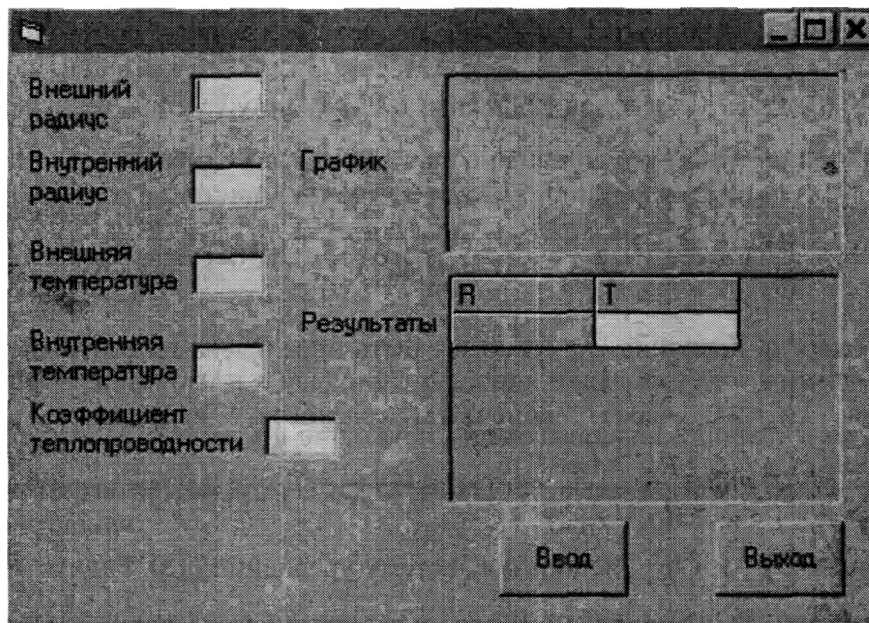 Внешний
радиус
Внутренний
радиус
Внешняя
температура
Внутренняя
температура
Коэффициент
теплопроводности
График
Результаты
R T
Ввод Выход